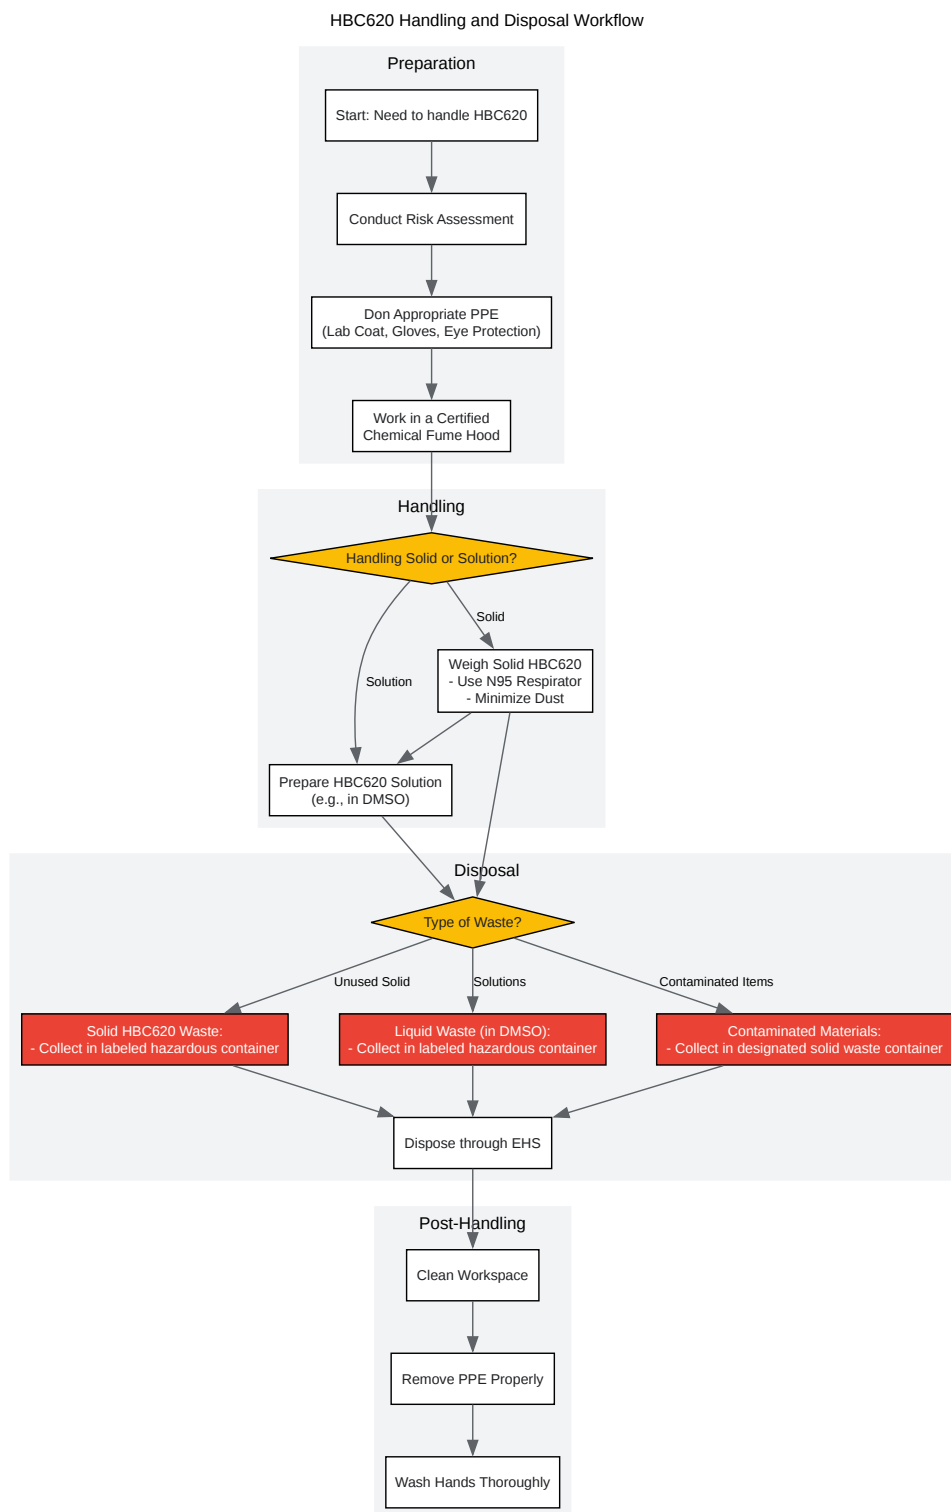 HBC620 Handling and Disposal Workflow
Preparation
Start: Need to handle HBC620
Conduct Risk Assessment
Don Appropriate PPE
(Lab Coat, Gloves, Eye Protection)
Work in a Certified
Chemical Fume Hood
Handling
Handling Solid or Solution?
Solid
Weigh Solid HBC620
- Use N95 Respirator
- Minimize Dust
Solution
Prepare HBC620 Solution
(e.g., in DMSO)
Disposal
Type of Waste?
Unused Solid
Solutions
Contaminated Items
Solid HBC620 Waste:
- Collect in labeled hazardous container
Liquid Waste (in DMSO):
- Collect in labeled hazardous container
Contaminated Materials:
- Collect in designated solid waste container
Dispose through EHS
Post-Handling
Clean Workspace
Remove PPE Properly
Wash Hands Thoroughly